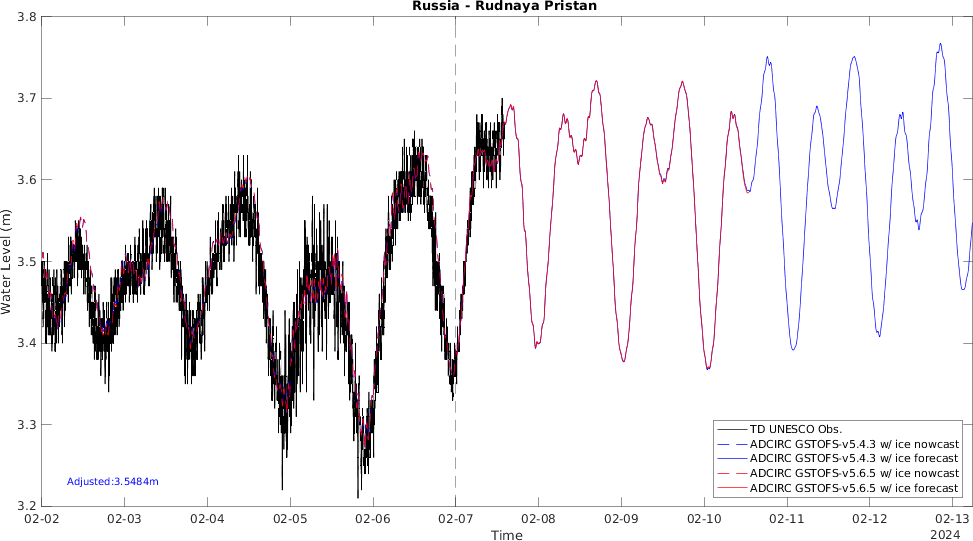 Russia - Rudnaya Pristan
3.8
3.7
3.6
3.5
3.4
3.3
3.2
Water Level (m)
Adjusted:3.5484m
TD UNESCO Obs.
ADCIRC GSTOFS-v5.4.3 w/ ice nowcast
ADCIRC GSTOFS-v5.4.3 w/ ice forecast
ADCIRC GSTOFS-v5.6.5 w/ ice nowcast
ADCIRC GSTOFS-v5.6.5 w/ ice forecast
02-02 02-03 02-04 02-05 02-06 02-07 02-08 02-09 02-10 02-11 02-12 02-13
Time 2024